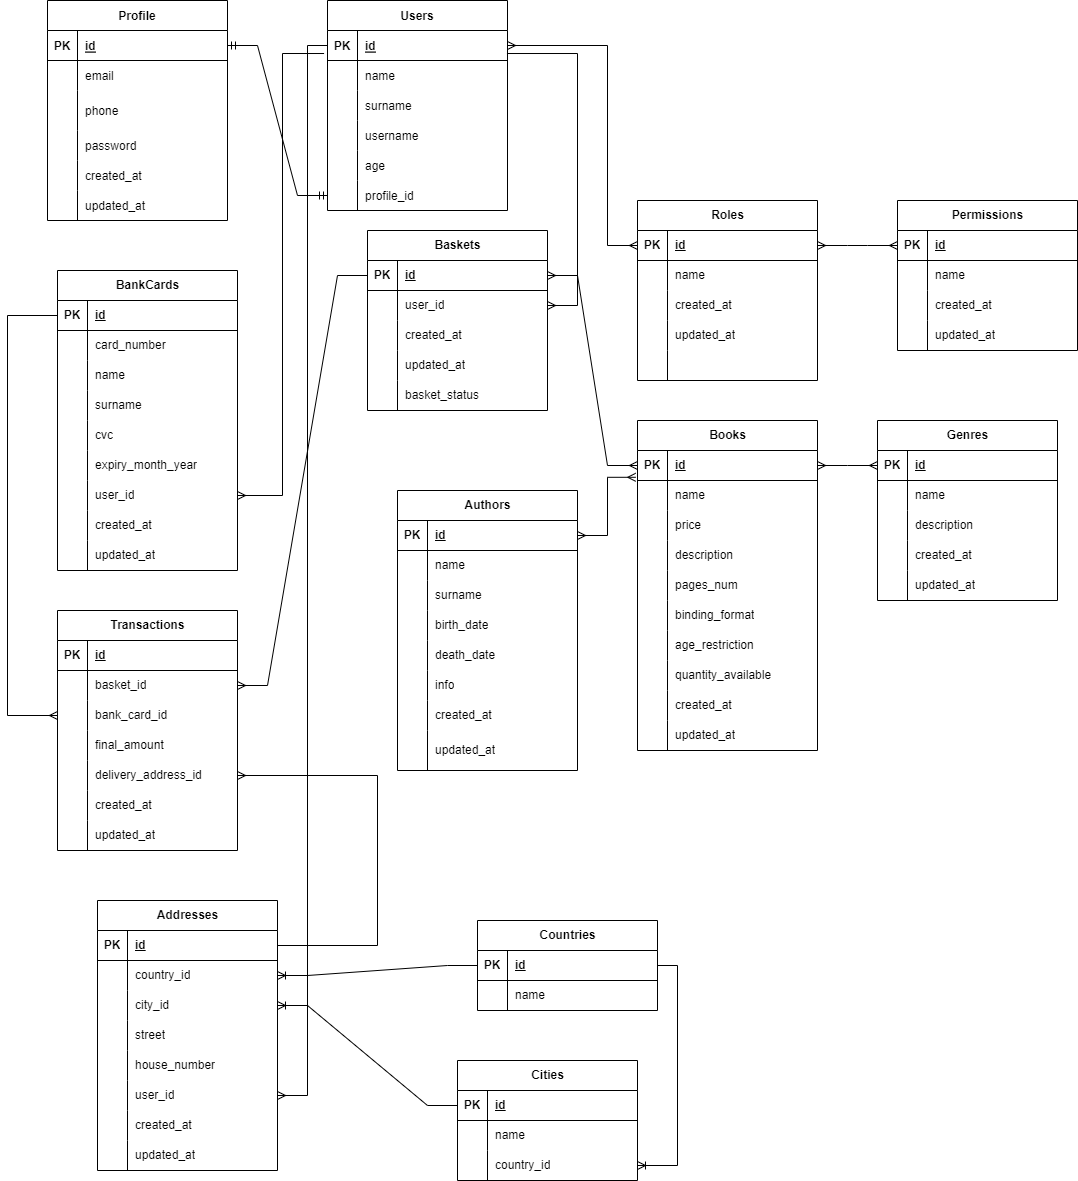 Profile
PK id
email
phone
password
created_at
updated_at
Users
PK id
name
surname
username
age
profile_id
Roles
PK id
name
created_at
updated_at
Permissions
PK id
name
created_at
updated_at
Baskets
PK id
user_id
created_at
updated_at
basket_status
BankCards
PK id
card_number
name
surname
cvc
expiry_month_year
user_id
created_at
updated_at
Books
PK id
name
price
description
pages_num
binding_format
age_restriction
quantity_available
created_at
updated_at
Genres
PK id
name
description
created_at
updated_at
Authors
PK id
name
surname
birth_date
death_date
info
created_at
updated_at
Transactions
PK id
basket_id
bank_card_id
final_amount
delivery_address_id
created_at
updated_at
Addresses
PK id
country_id
city_id
street
house_number
user_id
created_at
updated_at
Countries
PK id
name
Cities
PK id
name
country_id